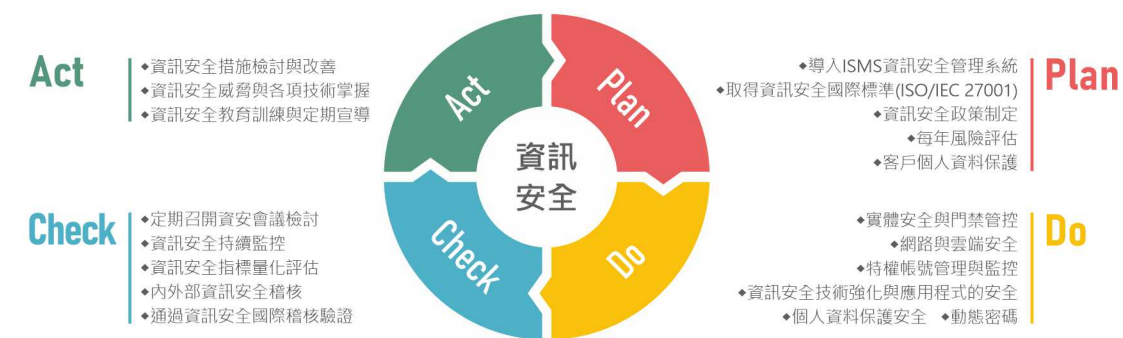 Act
◆資訊安全措施檢討與改善
◆資訊安全威脅與各項技術掌握
◆資訊安全教育訓練與定期宣導
Act
Plan
資訊
安全
Check
Do
◆導入ISMS資訊安全管理系統
◆取得資訊安全國際標準(ISO/IEC 27001)
◆資訊安全政策制定
◆每年風險評估
◆客戶個人資料保護
Plan
Check
◆定期召開資安會議檢討
◆資訊安全持續監控
◆資訊安全指標量化評估
◆內外部資訊安全稽核
◆通過資訊安全國際稽核驗證
◆實體安全與門禁管控
◆網路與雲端安全
◆特權帳號管理與監控
◆資訊安全技術強化與應用程式的安全
◆個人資料保護安全 ◆動態密碼
Do